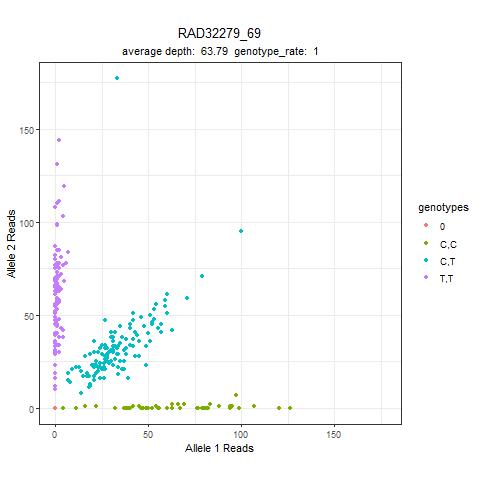 RAD32279_69
average depth: 63.79 genotype_rate: 1
Allele 2 Reads
150
100
50
0
0
50
100
150
Allele 1 Reads
genotypes
0
C,C
C,T
T,T